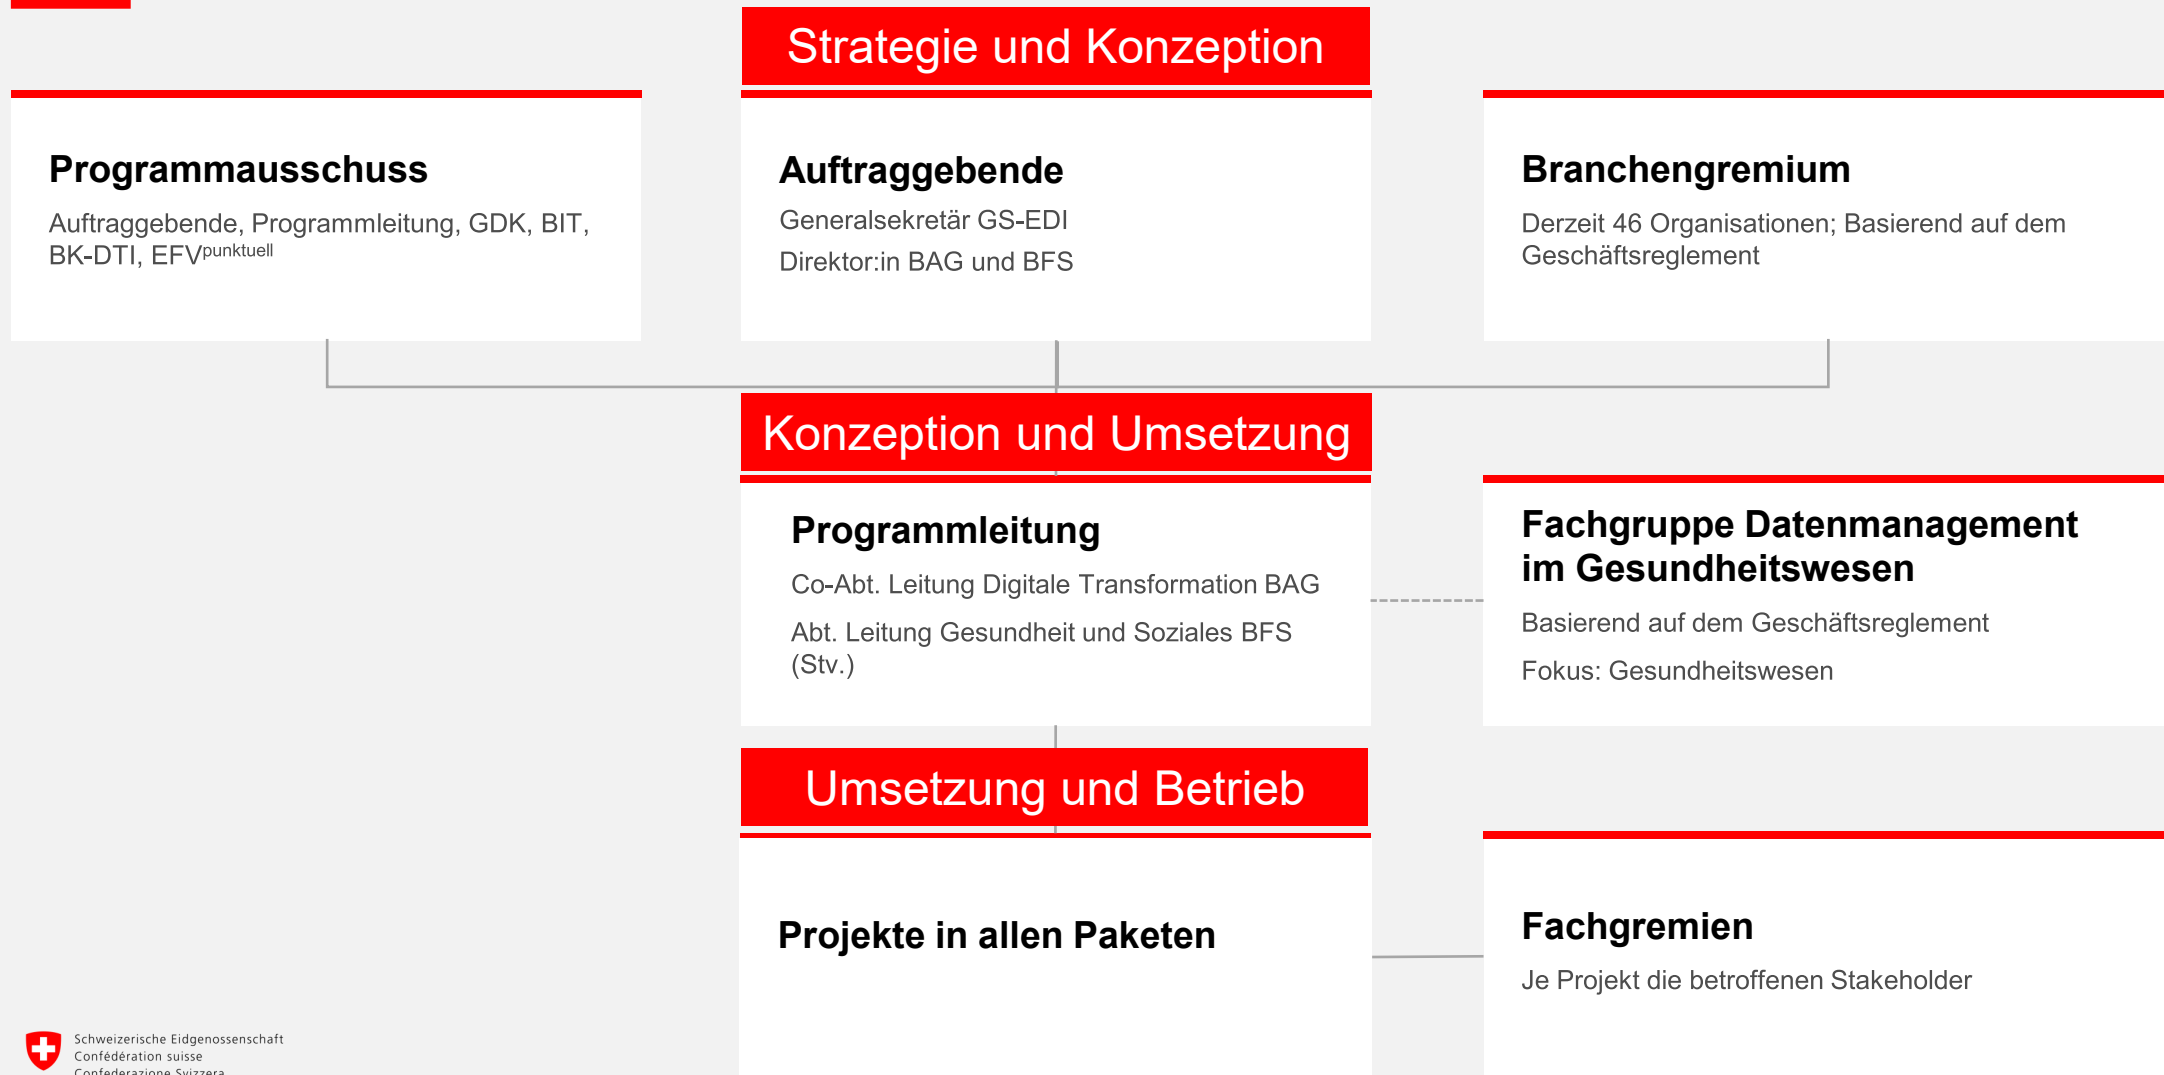 Strategie und Konzeption
Programmausschuss
Auftraggebende, Programmleitung, GDK, BIT,
BK-DTI, EFVpunktuell
Auftraggebende
Generalsekretär GS-EDI
Direktor:in BAG und BFS
Branchengremium
Derzeit 46 Organisationen; Basierend auf dem
Geschäftsreglement
Konzeption und Umsetzung
Programmleitung
Co-Abt. Leitung Digitale Transformation BAG
Abt. Leitung Gesundheit und Soziales BFS
(Stv.)
Fachgruppe Datenmanagement
im Gesundheitswesen
Basierend auf dem Geschäftsreglement
Fokus: Gesundheitswesen
Umsetzung und Betrieb
Projekte in allen Paketen
Fachgremien
Je Projekt die betroffenen Stakeholder
Schweizerische Eidgenossenschaft
Confédération suisse
Confederazione Svizzera